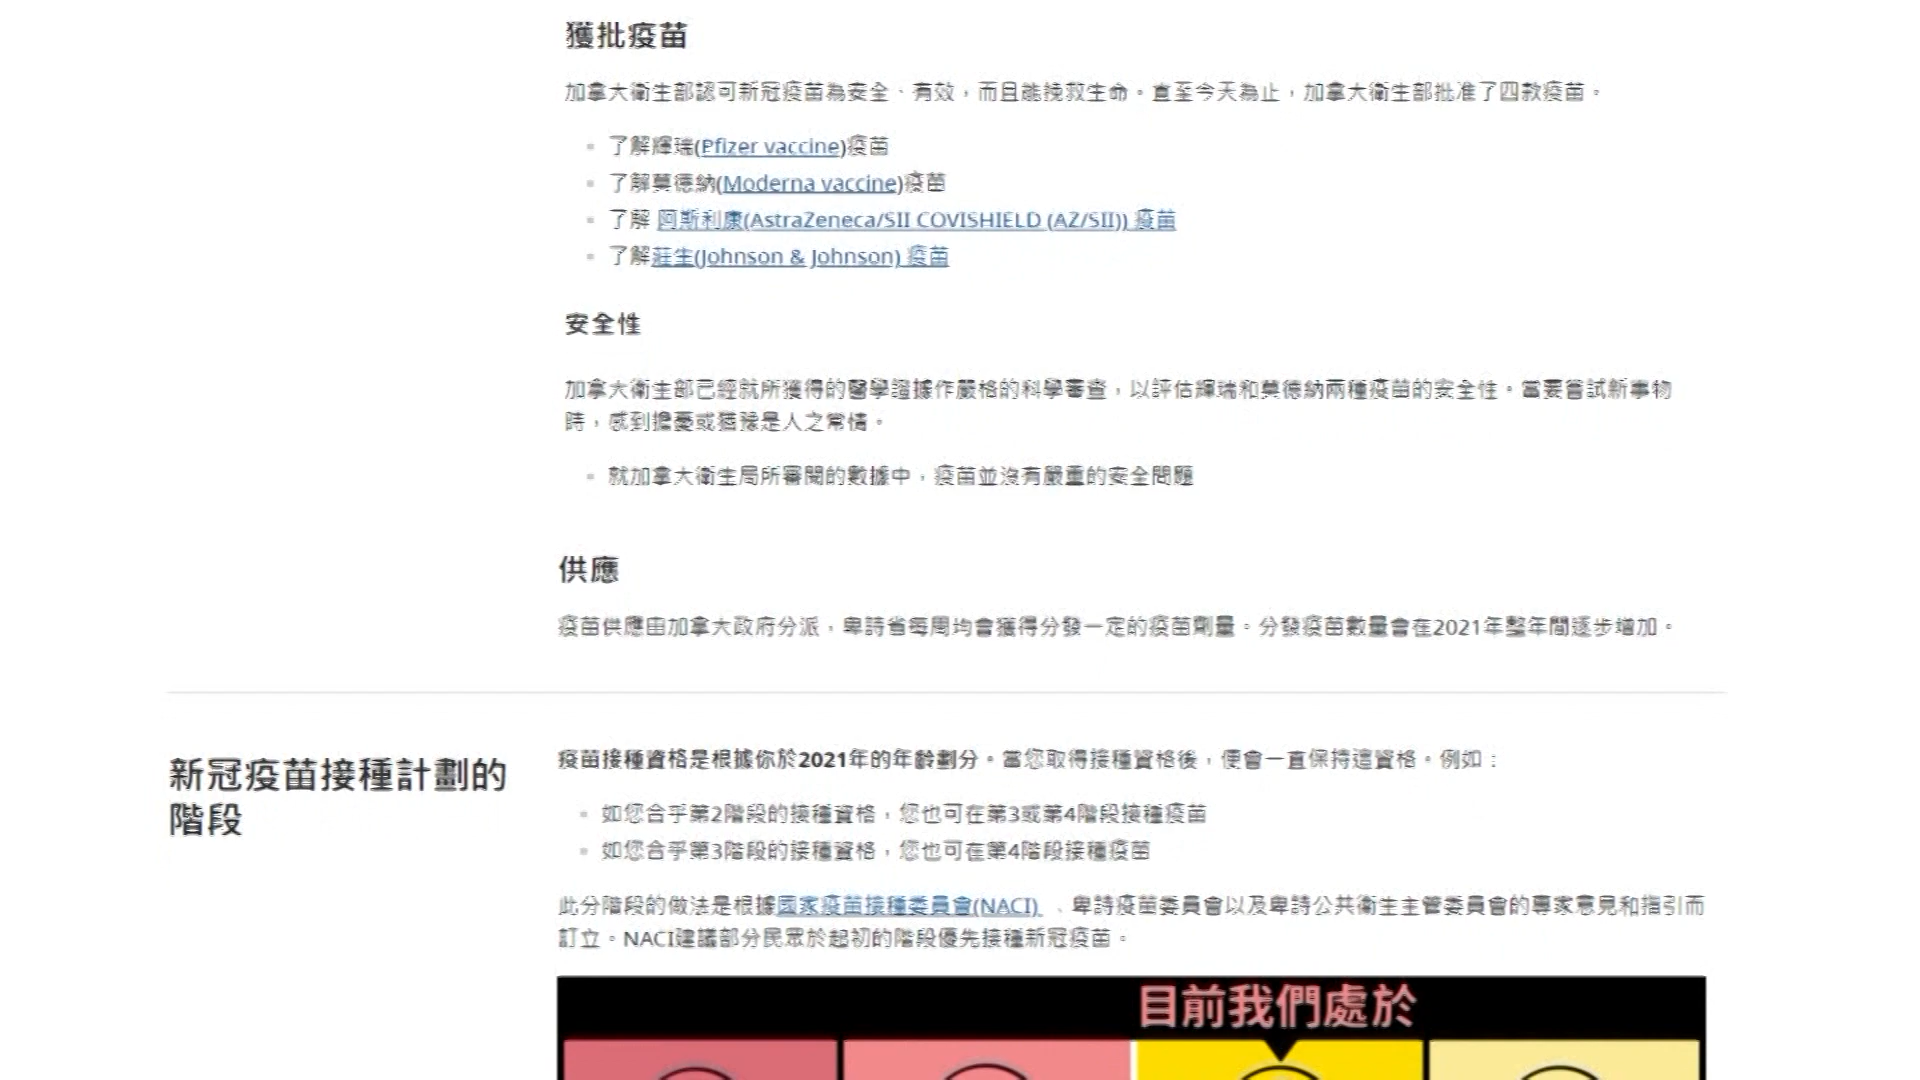 獲批疫苗
加拿大衛生部認可新冠疫苗為安全、有效，而且能挽救生命。直至今天為止，加拿大衛生部批准了四款疫苗。
了解輝瑞(Pfizer vaccine)疫苗
了解莫德納(Moderna vaccine)疫苗
了解 阿斯利康(AstraZeneca/SII COVISHIELD (AZ/SII)) 疫苗
了解莊生(Johnson & Johnson) 疫苗
安全性
加拿大衛生部已經就所獲得的醫學證據作嚴格的科學審查，以評估輝瑞和莫德納兩種疫苗的安全性。當要嘗試新事物
時，感到擔憂或猶豫是人之常情。
就加拿大衛生局所審閱的數據中，疫苗並沒有嚴重的安全問題
供應
疫苗供應由加拿大政府分派，卑詩省每周均會獲得分發一定的疫苗劑量。分發疫苗數量會在2021年整年間逐步增加。
新冠疫苗接種計劃的
階段
疫苗接種資格是根據你於2021年的年齡劃分。當您取得接種資格後，便會一直保持這資格。例如：
如您合乎第2階段的接種資格，您也可在第3或第4階段接種疫苗
如您合乎第3階段的接種資格，您也可在第4階段接種疫苗
此分階段的做法是根據國家疫苗接種委員會(NACI) 、卑詩疫苗委員會以及卑詩公共衛生主管委員會的專家意見和指引而
訂立。NACI建議部分民眾於起初的階段優先接種新冠疫苗。
目前我們處於